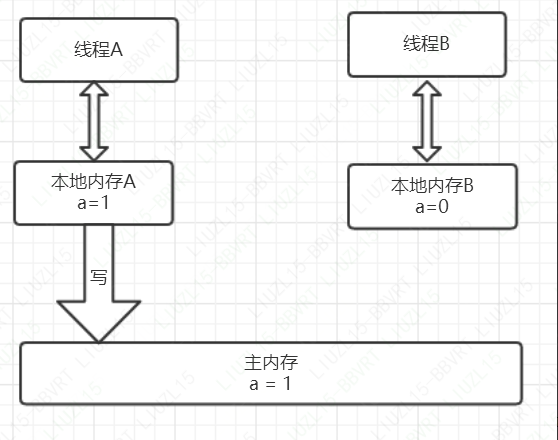 线程A
线程B
本地内存A
a=1
本地内存B
a=0
写
主内存
a = 1